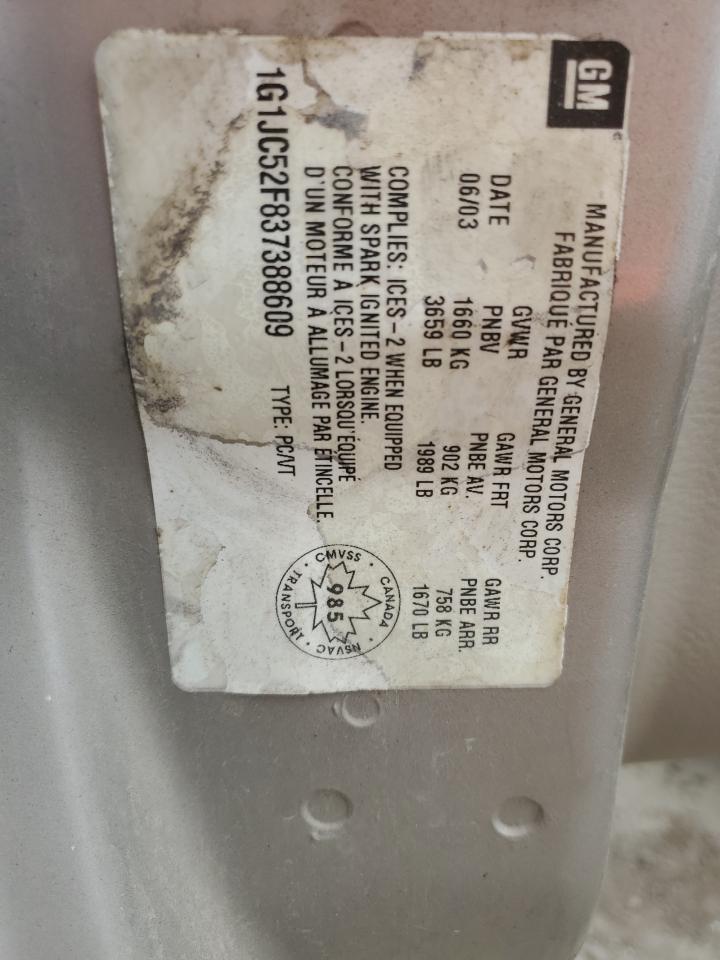 GM
MANUFACTURED BY GENERAL MOTORS CORP.
FABRIQUÉ PAR GENERAL MOTORS CORP.
DATE GVWR GAWR FRT GAWR RR
06/03 PNBV PNBE AV. PNBE ARR.
1660 KG 902 KG 758 KG
3659 LB 1989 LB 1670 LB
COMPLIES: ICES-2 WHEN EQUIPPED
WITH SPARK IGNITED ENGINE.
CONFORME À ICES-2 LORSQU'ÉQUIPÉ
D'UN MOTEUR À ALLUMAGE PAR ÉTINCELLE.
1G1JC52F837388609 TYPE: PC/VT
CANADA · NSVAC · TRANSPORT · CMVSS ·
985